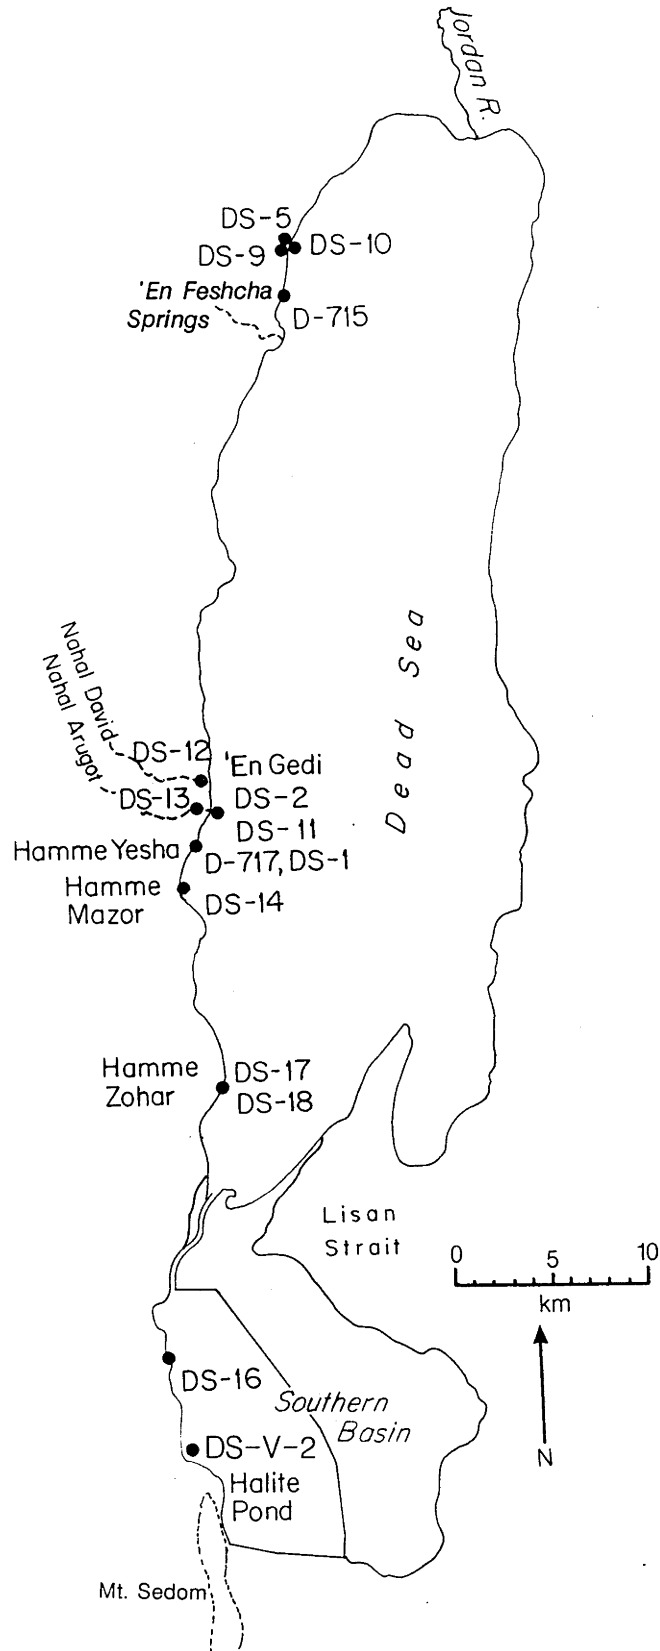 Jordan R.
DS-5
DS-10
DS-9
'En Feshcha
Springs
D-715
Nahal David
Nahal Arugot
Dead Sea
DS-12
'En Gedi
DS-13
DS-2
DS-11
Hamme Yesha
D-717, DS-1
Hamme
Mazor
DS-14
Hamme
Zohar
DS-17
DS-18
Lisan
Strait
0 5 10
km
DS-16
Southern
Basin
DS-V-2
N
Halite
Pond
Mt. Sedom